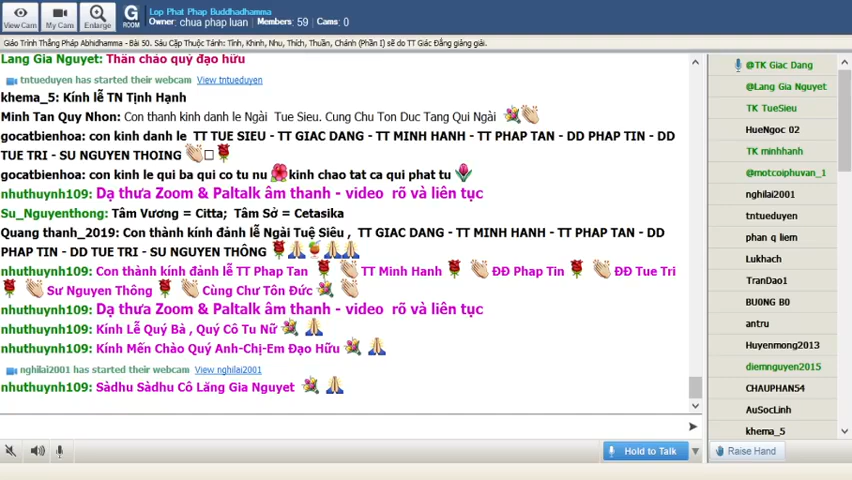 View Cam
My Cam
Enlarge
G
ROOM
Lop Phat Phap Buddhadhamma
Owner: chua phap luan Members: 59 Cams: 0
Giáo Trình Thắng Pháp Abhidhamma - Bài 50. Sáu Cặp Thuộc Tánh: Tĩnh, Khinh, Nhu, Thích, Thuần, Chánh (Phần I) sẽ do TT Giác Đẳng giảng giải.
Lang Gia Nguyet: Thân chào quý đạo hữu
tntueduyen has started their webcam View tntueduyen
khema_5: Kính lễ TN Tịnh Hạnh
Minh Tan Quy Nhon: Con thanh kinh danh le Ngài Tue Sieu. Cung Chu Ton Duc Tang Qui Ngài
gocatbienhoa: con kinh danh le TT TUE SIEU - TT GIAC DANG - TT MINH HANH - TT PHAP TAN - DD PHAP TIN - DD
TUE TRI - SU NGUYEN THOING
gocatbienhoa: con kinh le qui ba qui co tu nu kinh chao tat ca qui phat tu
nhuthuynh109: Dạ thưa Zoom & Paltalk âm thanh - video rõ và liên tục
Su_Nguyenthong: Tâm Vương = Citta; Tâm Sở = Cetasika
Quang thanh_2019: Con thành kính đảnh lễ Ngài Tuệ Siêu , TT GIAC DANG - TT MINH HANH - TT PHAP TAN - DD
PHAP TIN - DD TUE TRI - SU NGUYEN THÔNG
nhuthuynh109: Con thành kính đảnh lễ TT Phap Tan TT Minh Hanh ĐĐ Phap Tin ĐĐ Tue Tri
Sư Nguyen Thông Cùng Chư Tôn Đức
nhuthuynh109: Dạ thưa Zoom & Paltalk âm thanh - video rõ và liên tục
nhuthuynh109: Kính Lễ Quý Bà , Quý Cô Tu Nữ
nhuthuynh109: Kính Mến Chào Quý Anh-Chị-Em Đạo Hữu
nghilai2001 has started their webcam View nghilai2001
nhuthuynh109: Sàdhu Sàdhu Cô Lăng Gia Nguyet
@TK Giac Dang
@Lang Gia Nguyet
TK TueSieu
HueNgoc 02
TK minhhanh
@motcoiphuvan_1
nghilai2001
tntueduyen
phan q liem
Lukhach
TranDao1
BU0NG B0
antru
Huyenmong2013
diemnguyen2015
CHAUPHAN54
AuSocLinh
khema_5
Hold to Talk
Raise Hand